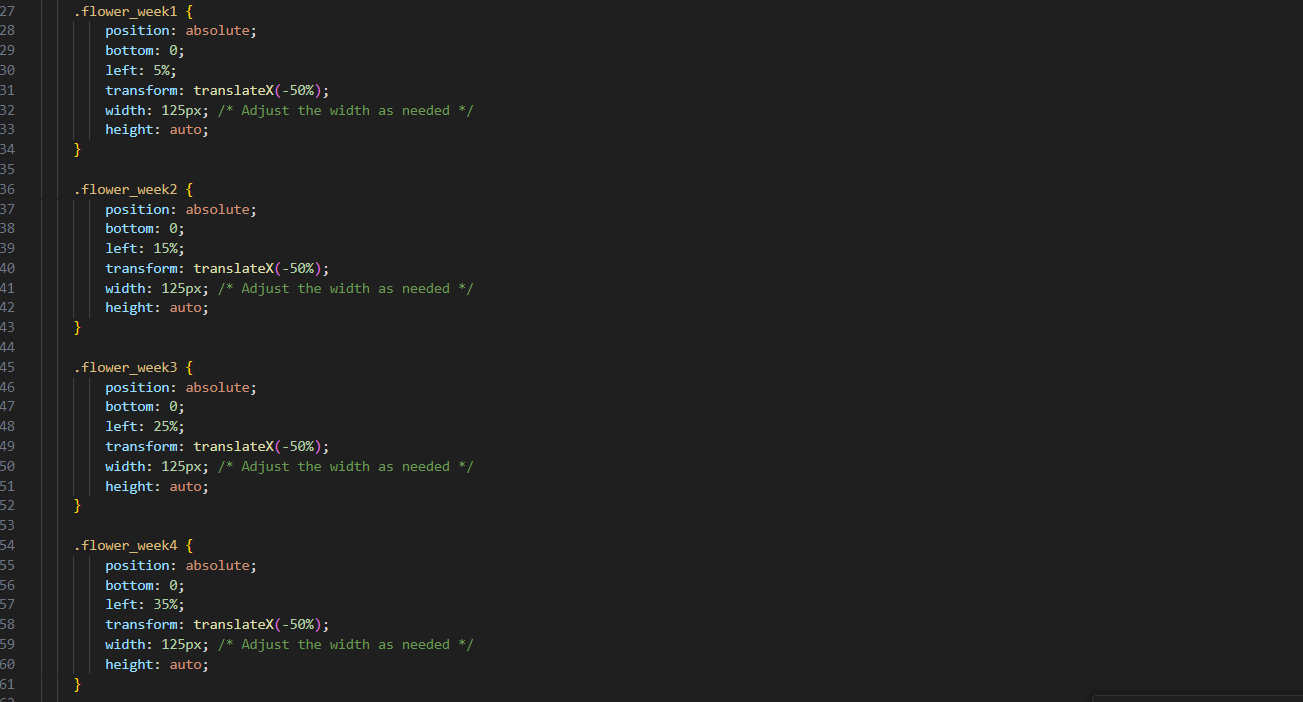 27 .flower_week1 {
28 position: absolute;
29 bottom: 0;
30 left: 5%;
31 transform: translateX(-50%);
32 width: 125px; /* Adjust the width as needed */
33 height: auto;
34 }
35
36 .flower_week2 {
37 position: absolute;
38 bottom: 0;
39 left: 15%;
40 transform: translateX(-50%);
41 width: 125px; /* Adjust the width as needed */
42 height: auto;
43 }
44
45 .flower_week3 {
46 position: absolute;
47 bottom: 0;
48 left: 25%;
49 transform: translateX(-50%);
50 width: 125px; /* Adjust the width as needed */
51 height: auto;
52 }
53
54 .flower_week4 {
55 position: absolute;
56 bottom: 0;
57 left: 35%;
58 transform: translateX(-50%);
59 width: 125px; /* Adjust the width as needed */
60 height: auto;
61 }